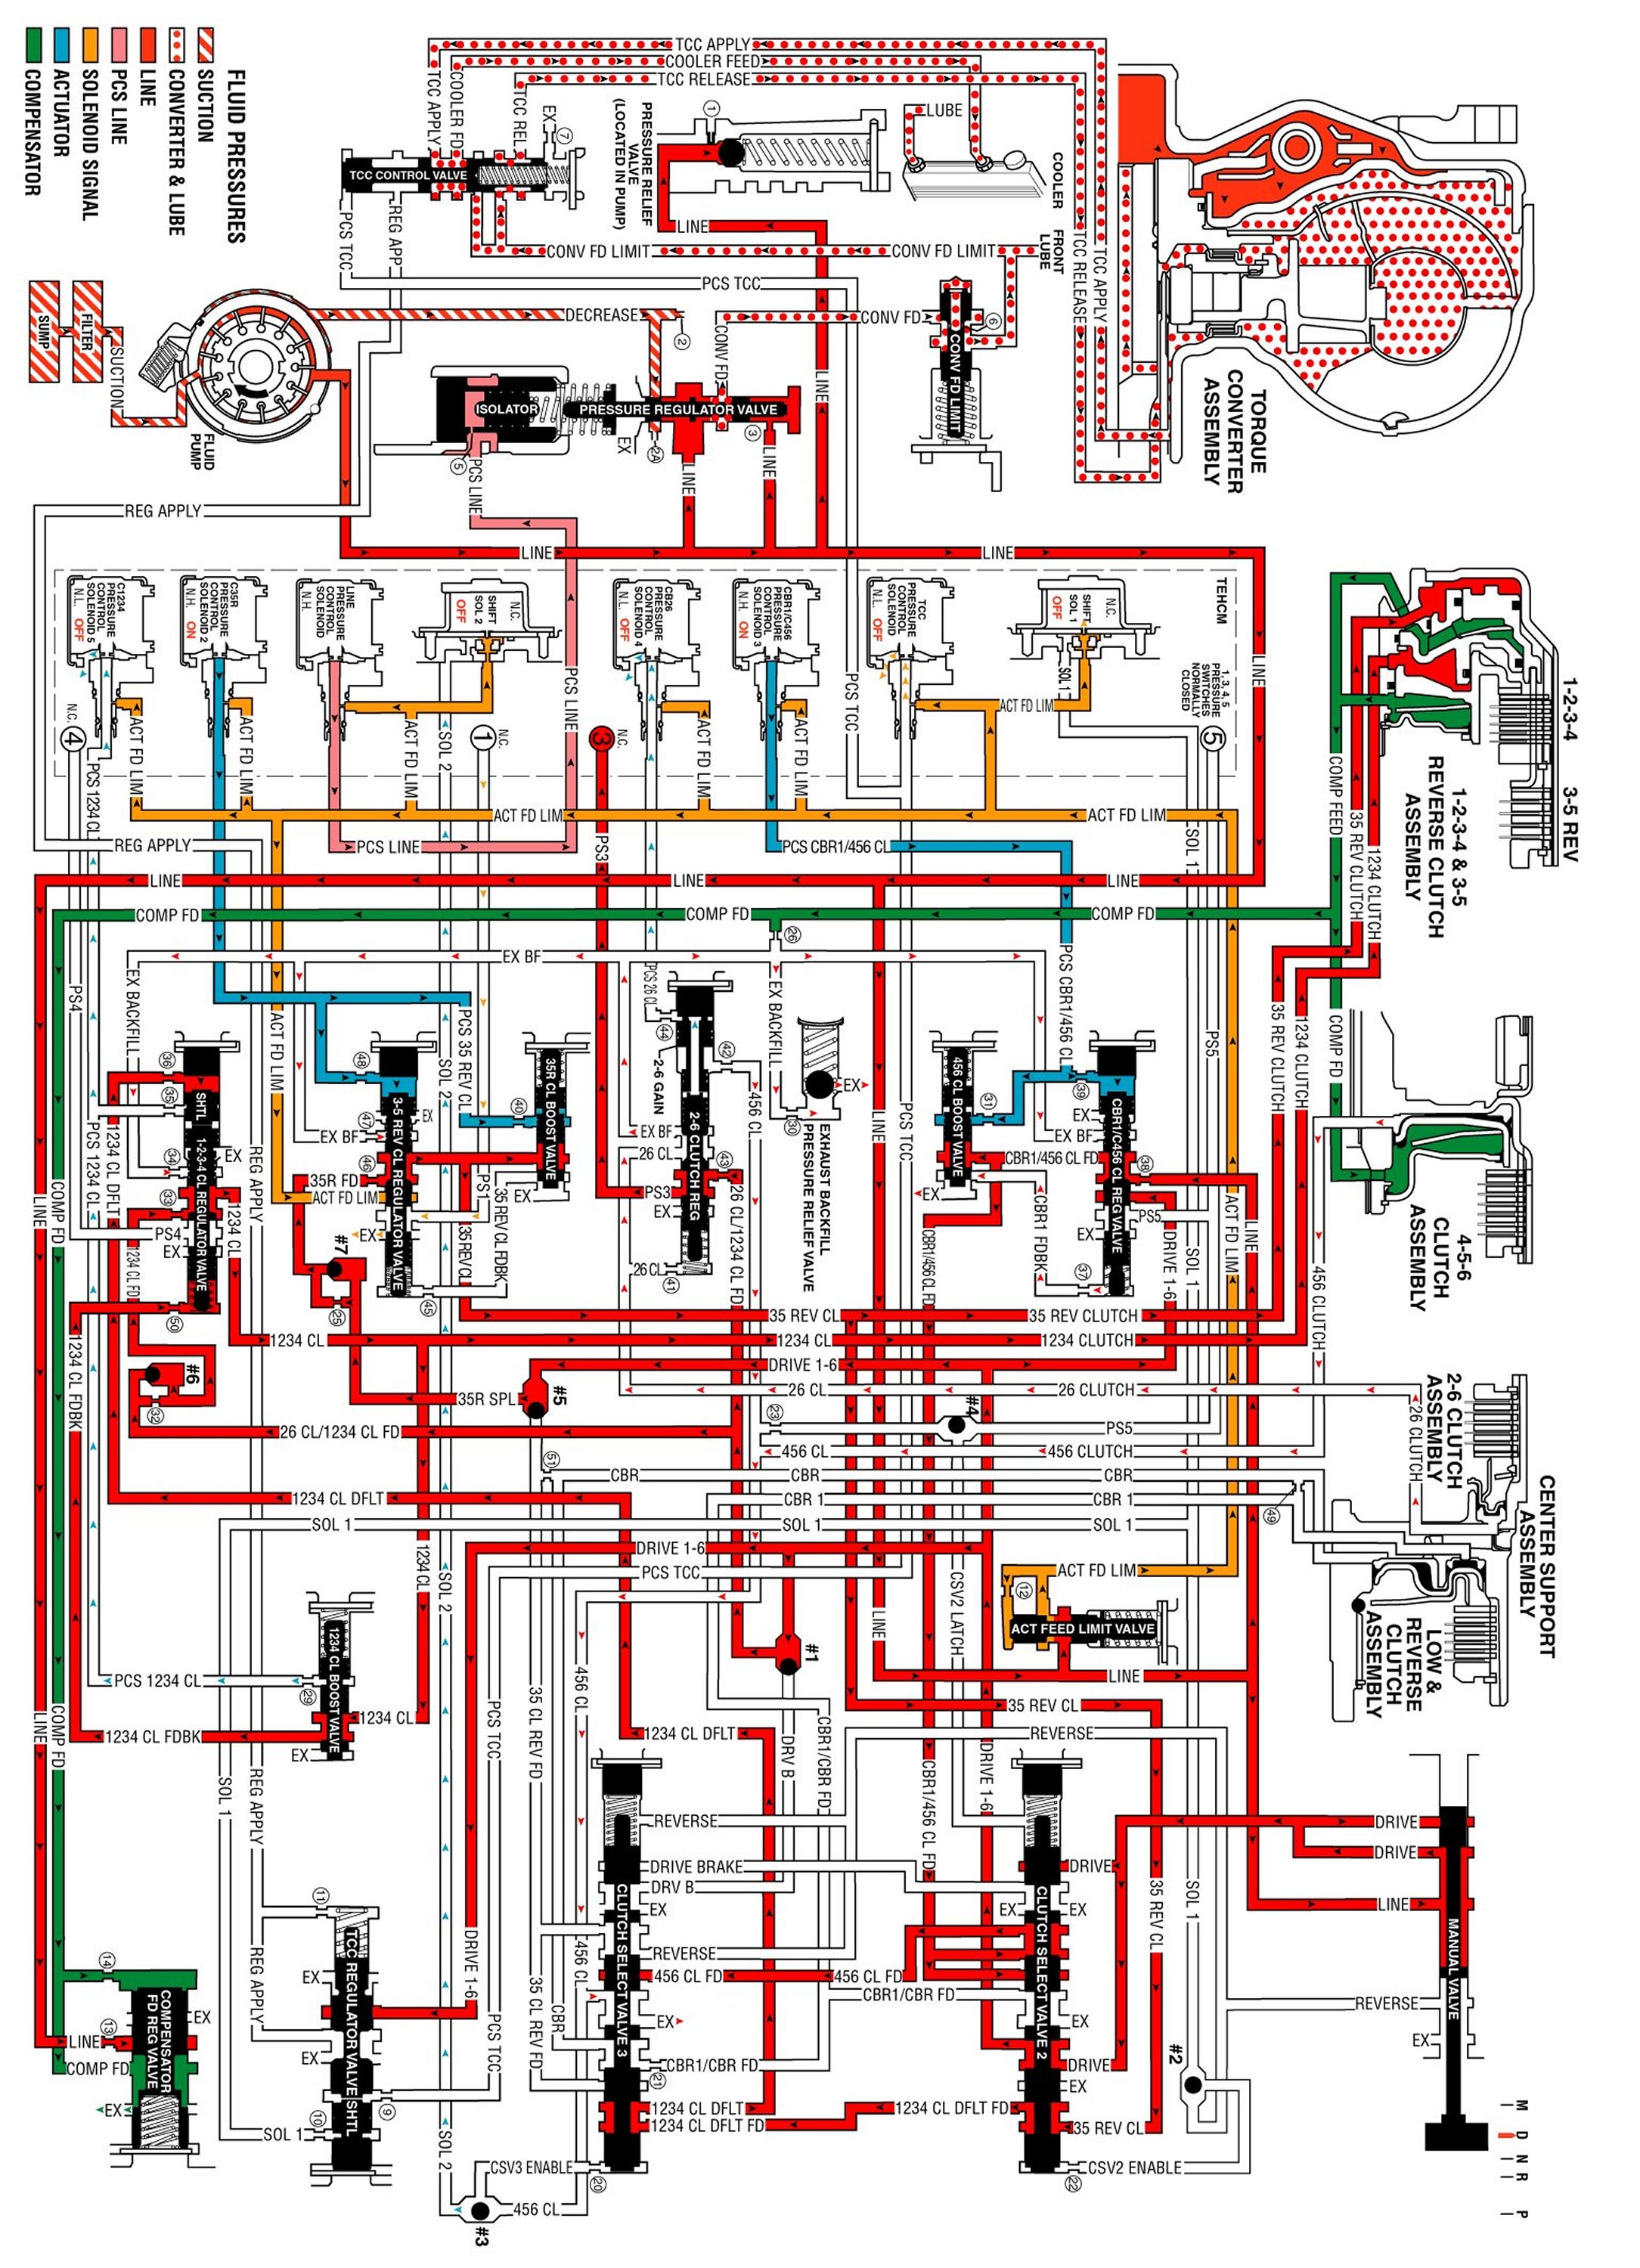 FLUID PRESSURES
SUCTION
CONVERTER & LUBE
LINE
PCS LINE
SOLENOID SIGNAL
ACTUATOR
COMPENSATOR
TCC APPLY
COOLER FEED
TCC RELEASE
TCC APPLY
COOLER FD
TCC REL
EX
7
TCC CONTROL VALVE
PCS TCC
REG APP
PRESSURE RELIEF
VALVE
(LOCATED IN PUMP)
1
LINE
LUBE
COOLER
FRONT
LUBE
CONV FD LIMIT
CONV FD LIMIT
PCS TCC
TCC RELEASE
TCC APPLY
TORQUE
CONVERTER
ASSEMBLY
SUMP
FILTER
SUCTION
FLUID
PUMP
DECREASE
2
CONV FD
CONV FD
6
CONV FD LIMIT
LINE
ISOLATOR
PRESSURE REGULATOR VALVE
EX
2A
3
5
PCS LINE
LINE
LINE
REG APPLY
LINE
LINE
TEHCM
C1234
PRESSURE
CONTROL
SOLENOID 5
N.L. OFF
C35R
PRESSURE
CONTROL
SOLENOID 2
N.H. ON
LINE
PRESSURE
CONTROL
SOLENOID
N.H.
N.C.
SHIFT
SOL 2
OFF
CB26
PRESSURE
CONTROL
SOLENOID 4
N.L. OFF
CBR1/C456
PRESSURE
CONTROL
SOLENOID 3
N.H. ON
TCC
PRESSURE
CONTROL
SOLENOID
N.L. OFF
N.C.
SHIFT
SOL 1
OFF
1, 3, 4, 5
PRESSURE
SWITCHES
NORMALLY
CLOSED
SOL 1
LINE
PCS LINE
PCS TCC
ACT FD LIM
N.C.
4
N.C.
1
N.C.
3
5
PCS 1234 CL
ACT FD LIM
ACT FD LIM
ACT FD LIM
SOL 2
ACT FD LIM
ACT FD LIM
ACT FD LIM
ACT FD LIM
SOL 1
REG APPLY
PCS LINE
PS3
PCS CBR1/456 CL
LINE
LINE
LINE
COMP FD
COMP FD
COMP FD
26
EX BF
1-2-3-4
3-5 REV
1-2-3-4 & 3-5
REVERSE CLUTCH
ASSEMBLY
COMP FEED
35 REV CLUTCH
1234 CLUTCH
PS4
EX BACKFILL
ACT FD LIM
SOL 2
PCS 35 REV CL
PCS 26 CL
EX BACKFILL
PCS CBR1/456 CL
PS5
35 REV CLUTCH
1234 CLUTCH
COMP FD
4-5-6
CLUTCH
ASSEMBLY
36
35
34
33
SHTL
1-2-3-4 CL REGULATOR VALVE
EX
PS4
EX
50
1234 CL DFLT
PCS 1234 CL
1234 CL
1234 CL FD
REG APPLY
48
47
46
45
3-5 REV CL REGULATOR VALVE
EX
EX BF
35R FD
ACT FD LIM
EX
40
35R CL BOOST VALVE
EX
PS1
35 REV CL
35 REV CL FDBK
44
42
43
41
2-6 GAIN
2-6 CLUTCH REG
EX BF
26 CL
PS3
EX
26 CL
456 CL
26 CL/1234 CL FD
EX
30
EXHAUST BACKFILL
PRESSURE RELIEF VALVE
LINE
PCS TCC
456 CL BOOST VALVE
31
EX
39
38
37
EX
EX BF
CBR1/456 CL FD
CBR1/C456 CL REG VALVE
PS5
EX
CBR1 FDBK
CBR1/456 CL FD
DRIVE 1-6
SOL 1
ACT FD LIM
LINE
456 CLUTCH
LINE
COMP FD
#7
25
35 REV CL
35 REV CLUTCH
1234 CL
1234 CL
1234 CLUTCH
DRIVE 1-6
#6
32
35R SPL
#5
26 CL
26 CLUTCH
26 CL/1234 CL FD
23
#4
PS5
456 CL
456 CLUTCH
51
CBR
CBR
CBR
1234 CL DFLT
CBR 1
CBR 1
49
SOL 1
SOL 1
SOL 1
1234 CL FDBK
DRIVE 1-6
PCS TCC
2-6 CLUTCH
ASSEMBLY
26 CLUTCH
CENTER SUPPORT
ASSEMBLY
LOW &
REVERSE
CLUTCH
ASSEMBLY
ACT FD LIM
12
ACT FEED LIMIT VALVE
LINE
1234 CL
SOL 2
CSV2 LATCH
LINE
#1
1234 CL BOOST VALVE
PCS 1234 CL
29
1234 CL
1234 CL FDBK
EX
456 CL
35 CL REV FD
PCS TCC
1234 CL DFLT
DRV B
CBR1/CBR FD
35 REV CL
REVERSE
LINE
COMP FD
SOL 1
REG APPLY
CBR1/456 CL FD
DRIVE 1-6
REVERSE
DRIVE BRAKE
DRV B
EX
REVERSE
456 CL FD
456 CL FD
CBR1/CBR FD
CLUTCH SELECT VALVE 3
EX
CBR1/CBR FD
21
1234 CL DFLT
1234 CL DFLT FD
1234 CL DFLT FD
DRIVE
EX
EX
CLUTCH SELECT VALVE 2
EX
DRIVE
EX
35 REV CL
35 REV CL
SOL 1
DRIVE
DRIVE
LINE
MANUAL VALVE
REVERSE
EX
#2
M
D
N
R
P
11
TCC REGULATOR VALVE
SHTL
EX
EX
9
10
SOL 1
REG APPLY
DRIVE 1-6
PCS TCC
35 CL REV FD
CBR
456 CL
SOL 2
14
13
LINE
COMP FD
EX
COMPENSATOR
FD REG VALVE
EX
CSV3 ENABLE
20
456 CL
#3
CSV2 ENABLE
22